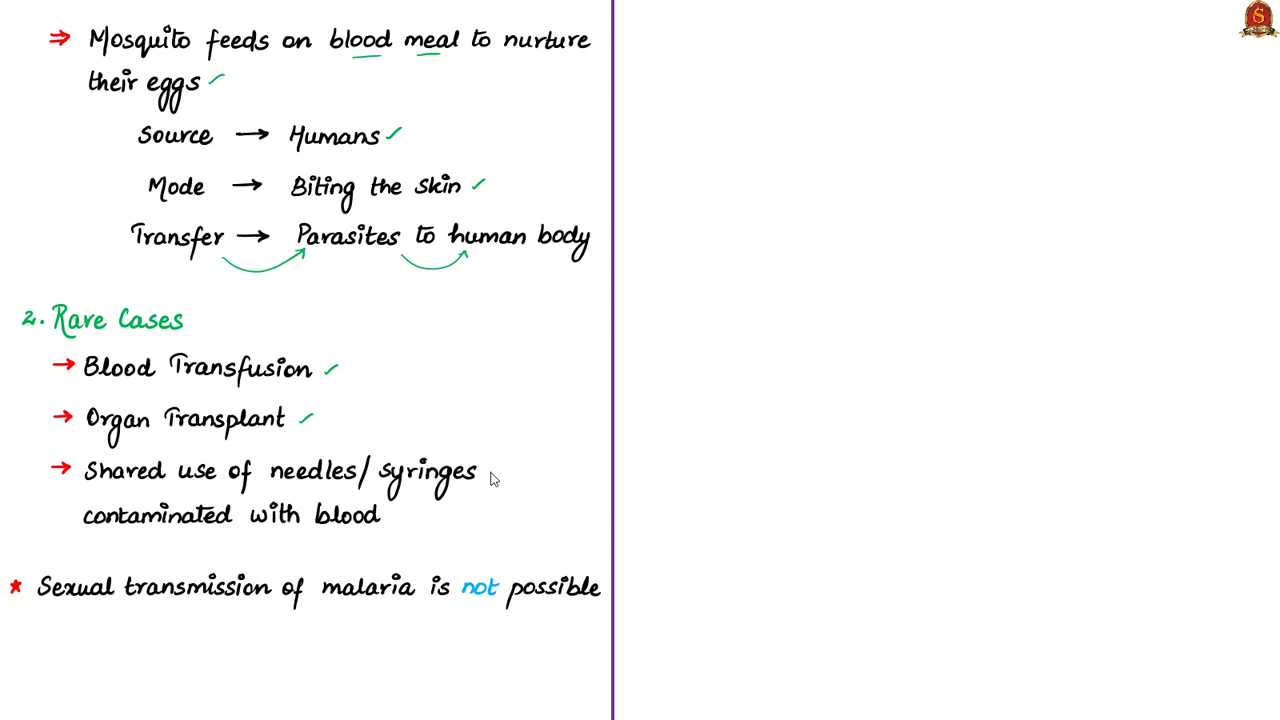 ⇒ Mosquito feeds on blood meal to nurture
their eggs ✓
Source → Humans ✓
Mode → Biting the skin ✓
Transfer → Parasites to human body
2. Rare Cases
→ Blood Transfusion ✓
→ Organ Transplant ✓
→ Shared use of needles/ syringes
contaminated with blood
* Sexual transmission of malaria is not possible